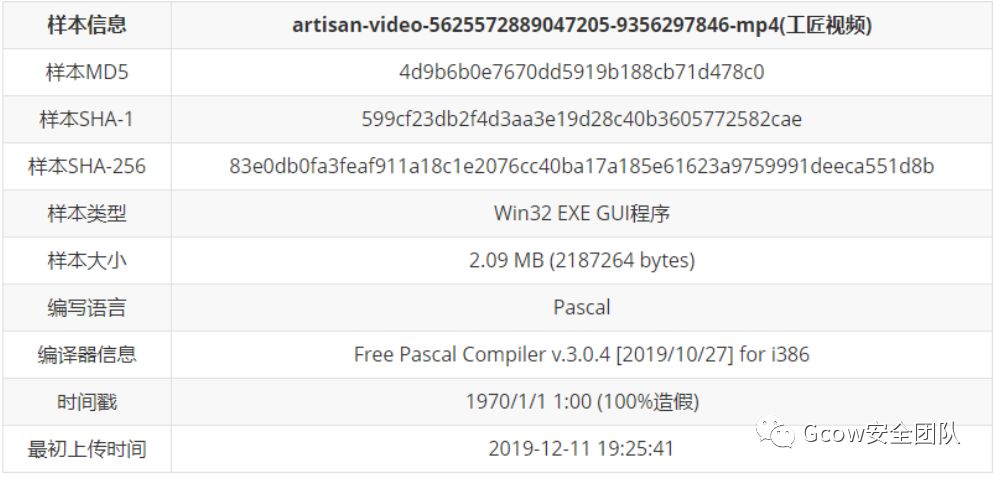 样本信息 artisan-video-5625572889047205-9356297846-mp4(工匠视频)
样本MD5 4d9b6b0e7670dd5919b188cb71d478c0
样本SHA-1 599cf23db2f4d3aa3e19d28c40b3605772582cae
样本SHA-256 83e0db0fa3feaf911a18c1e2076cc40ba17a185e61623a9759991deeca551d8b
样本类型 Win32 EXE GUI程序
样本大小 2.09 MB (2187264 bytes)
编写语言 Pascal
编译器信息 Free Pascal Compiler v.3.0.4 [2019/10/27] for i386
时间戳 1970/1/1 1:00 (100%造假)
最初上传时间 2019-12-11 19:25:41
Gcow安全团队